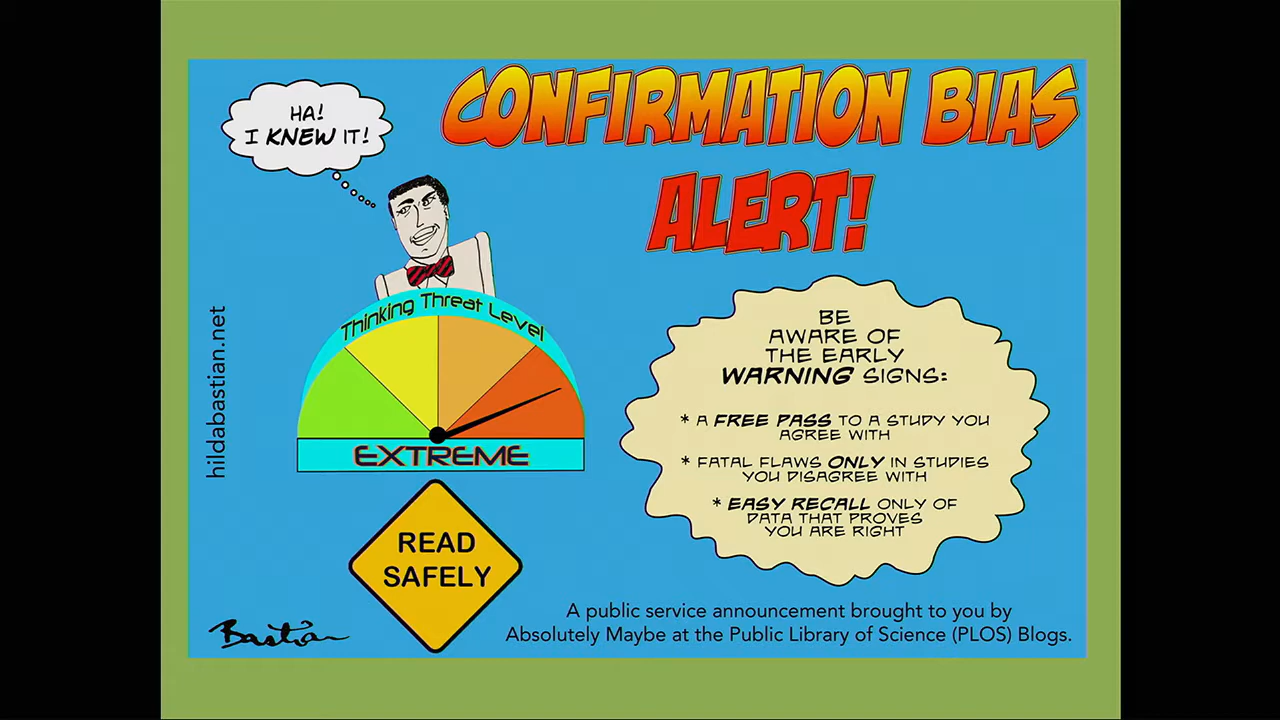 CONFIRMATION BIAS
ALERT!
HA!
I KNEW IT!
Thinking Threat Level
EXTREME
READ
SAFELY
hildabastian.net
Bastian
BE
AWARE OF
THE EARLY
WARNING SIGNS:
* A FREE PASS TO A STUDY YOU
AGREE WITH
* FATAL FLAWS ONLY IN STUDIES
YOU DISAGREE WITH
* EASY RECALL ONLY OF
DATA THAT PROVES
YOU ARE RIGHT
A public service announcement brought to you by
Absolutely Maybe at the Public Library of Science (PLOS) Blogs.